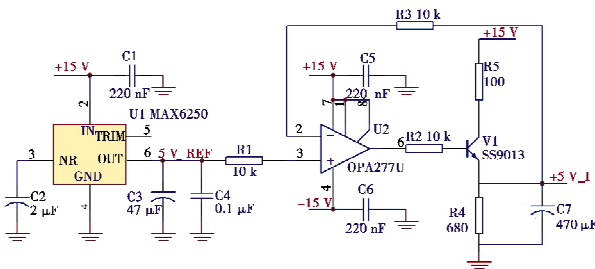 R3 10 k
+15 V
+15 V
+15 V
C1
C5
R5
100
220 nF
220 nF
2
7
1
8
U1 MAX6250
IN
TRIM
5
2
U2
R2 10 k
V1
SS9013
3
NR
OUT
6
5 V_REF
R1
10 k
3
6
OPA277U
GND
4
4
+5 V_1
C2
2 μF
C3
47 μF
C4
0.1 μF
-15 V
C6
220 nF
R4
680
C7
470 μF